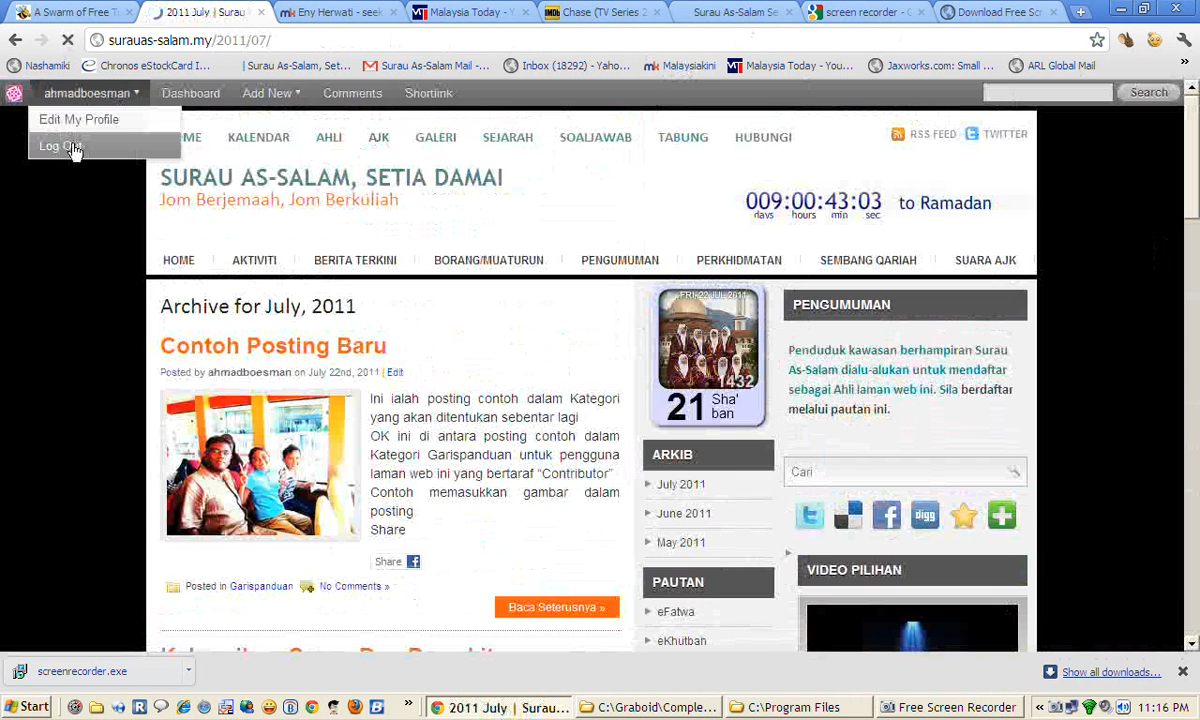 A Swarm of Free T
2011 July | Surau
mk Eny Herwati - seek
MT Malaysia Today - Y
IMDb Chase (TV Series 2
Surau As-Salam Se
screen recorder - G
Download Free Scr
surauas-salam.my/2011/07/
Nashamiki
Chronos eStockCard I...
| Surau As-Salam, Set...
Surau As-Salam Mail -...
Inbox (18292) - Yaho...
mk Malaysiakini
MT Malaysia Today - You...
Jaxworks.com: Small ...
ARL Global Mail
»
ahmadboesman
Dashboard
Add New
Comments
Shortlink
Search
Edit My Profile
Log Out
HOME
KALENDAR
AHLI
AJK
GALERI
SEJARAH
SOALJAWAB
TABUNG
HUBUNGI
RSS FEED
TWITTER
SURAU AS-SALAM, SETIA DAMAI
Jom Berjemaah, Jom Berkuliah
009:00:43:03 to Ramadan
days hours min sec
HOME
AKTIVITI
BERITA TERKINI
BORANG/MUATURUN
PENGUMUMAN
PERKHIDMATAN
SEMBANG QARIAH
SUARA AJK
Archive for July, 2011
Contoh Posting Baru
Posted by ahmadboesman on July 22nd, 2011 | Edit
Ini ialah posting contoh dalam Kategori
yang akan ditentukan sebentar lagi
OK ini di antara posting contoh dalam
Kategori Garispanduan untuk pengguna
laman web ini yang bertaraf “Contributor”
Contoh memasukkan gambar dalam
posting
Share
Share
Posted in Garispanduan
No Comments »
Baca Seterusnya »
FRI, 22 JUL 2011
1432
21 Sha'
ban
ARKIB
July 2011
June 2011
May 2011
PAUTAN
eFatwa
eKhutbah
PENGUMUMAN
Penduduk kawasan berhampiran Surau
As-Salam dialu-alukan untuk mendaftar
sebagai Ahli laman web ini. Sila berdaftar
melalui pautan ini.
Cari
digg
VIDEO PILIHAN
screenrecorder.exe
Show all downloads...
Start
»
2011 July | Surau...
C:\Graboid\Comple...
C:\Program Files
Free Screen Recorder
«
11:16 PM